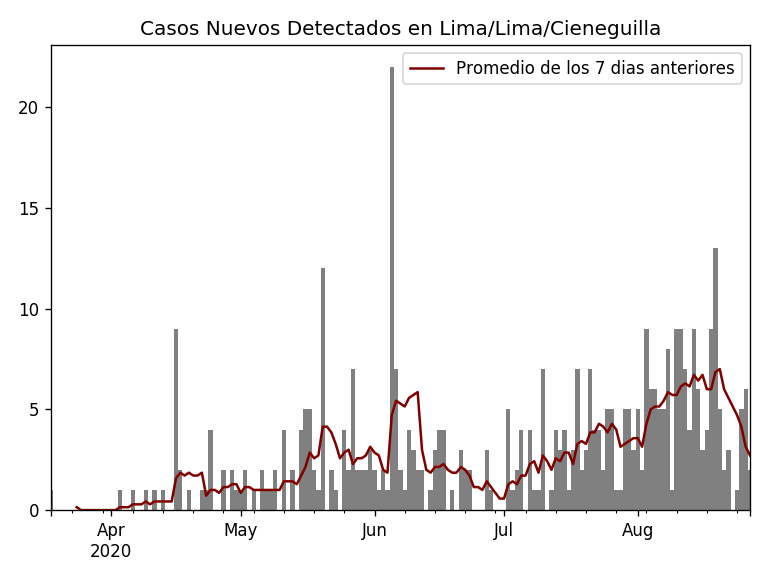 Casos Nuevos Detectados en Lima/Lima/Cieneguilla
Promedio de los 7 dias anteriores
20
15
10
5
0
Apr May Jun Jul Aug
2020